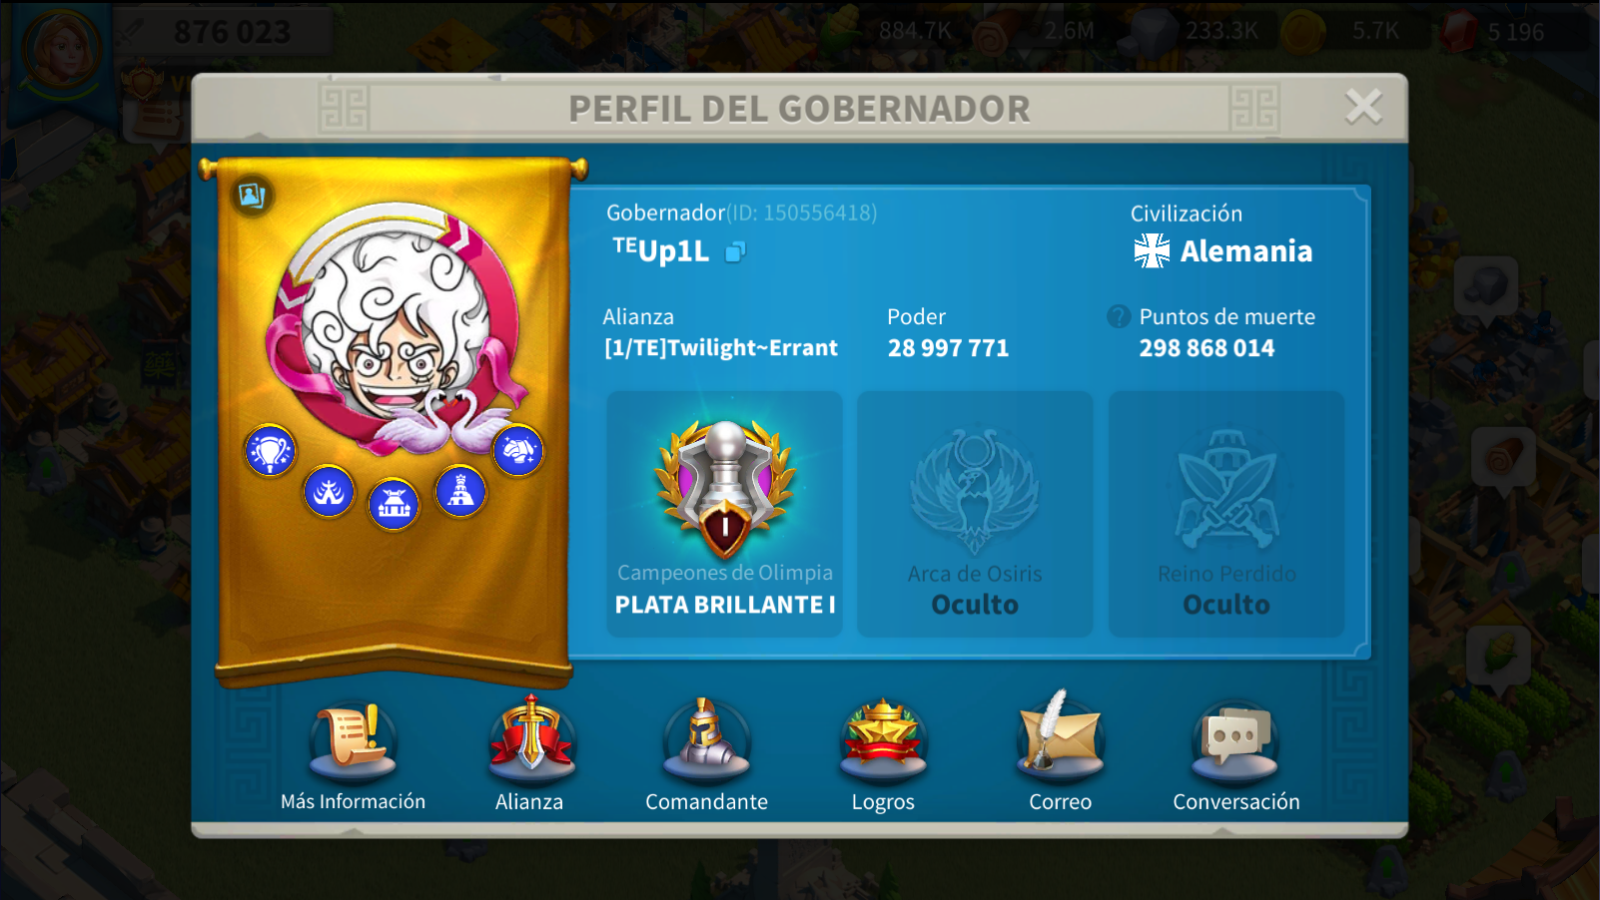 876 023
884.7K
2.6M
233.3K
5.7K
5 196
PERFIL DEL GOBERNADOR
Gobernador(ID: 150556418)
ᵀᴱUp1L
Civilización
Alemania
Alianza
[1/TE]Twilight~Errant
Poder
28 997 771
? Puntos de muerte
298 868 014
I
Campeones de Olimpia
PLATA BRILLANTE I
Arca de Osiris
Oculto
Reino Perdido
Oculto
Más Información
Alianza
Comandante
Logros
Correo
Conversación